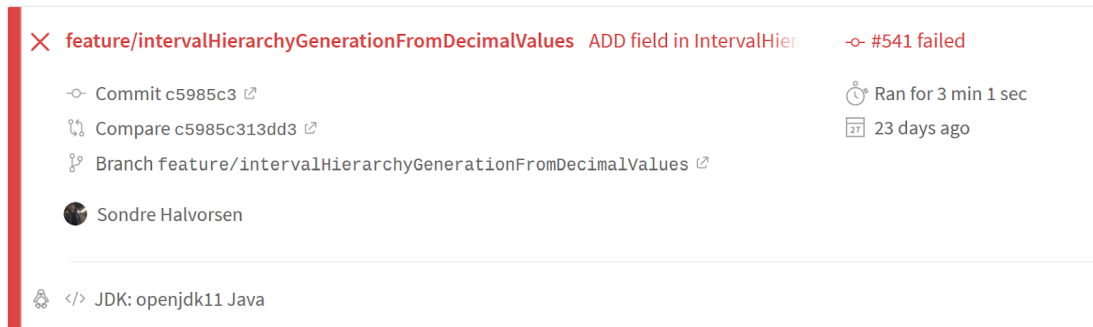 feature/intervalHierarchyGenerationFromDecimalValues ADD field in IntervalHier
#541 failed
Commit c5985c3
Ran for 3 min 1 sec
Compare c5985c313dd3
23 days ago
27
Branch feature/intervalHierarchyGenerationFromDecimalValues
Sondre Halvorsen
</> JDK: openjdk11 Java